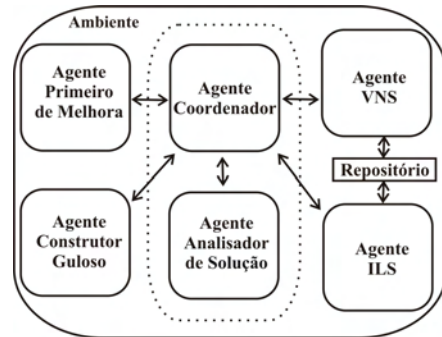 Ambiente
Agente
Primeiro
de Melhora
Agente
Coordenador
Agente
VNS
Repositório
Agente
Construtor
Guloso
Agente
Analisador
de Solução
Agente
ILS